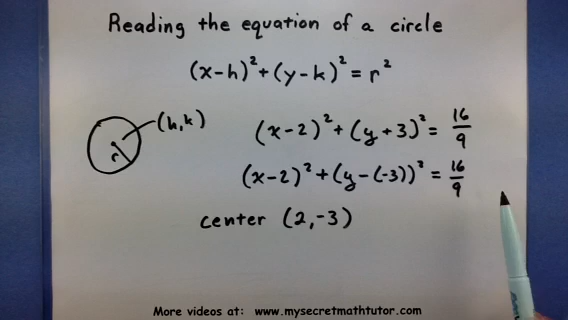 Reading the equation of a circle
(x-h)²+(y-k)²=r²
(h,k)
r
(x-2)²+(y+3)²=16/9
(x-2)²+(y-(-3))²=16/9
center (2,-3)
More videos at: www.mysecretmathtutor.com